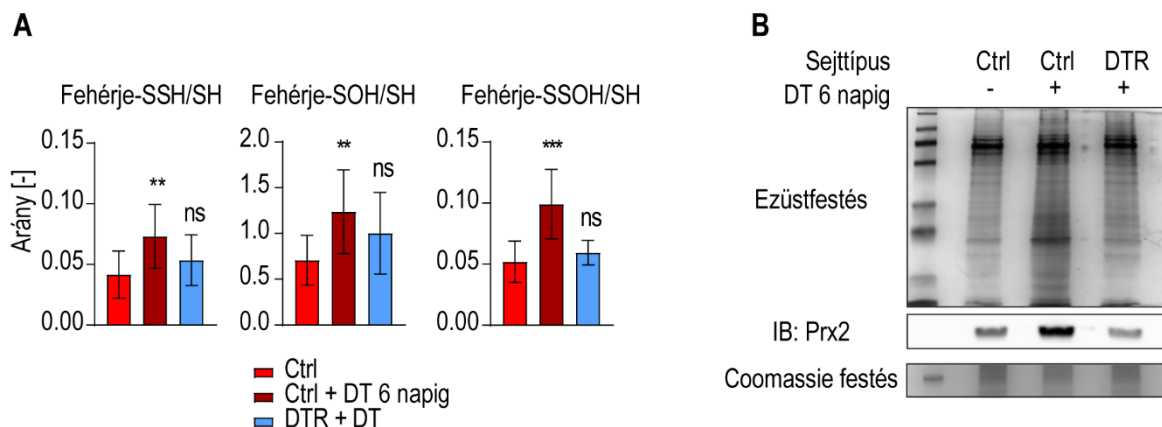 A
Fehérje-SSH/SH
0.15
0.10
0.05
0.00
Arány [-]
**
ns
Fehérje-SOH/SH
2.0
1.5
1.0
0.5
0.0
**
ns
Fehérje-SSOH/SH
0.15
0.10
0.05
0.00
***
ns
Ctrl
Ctrl + DT 6 napig
DTR + DT
B
Sejttípus Ctrl Ctrl DTR
DT 6 napig - + +
Ezüstfestés
IB: Prx2
Coomassie festés